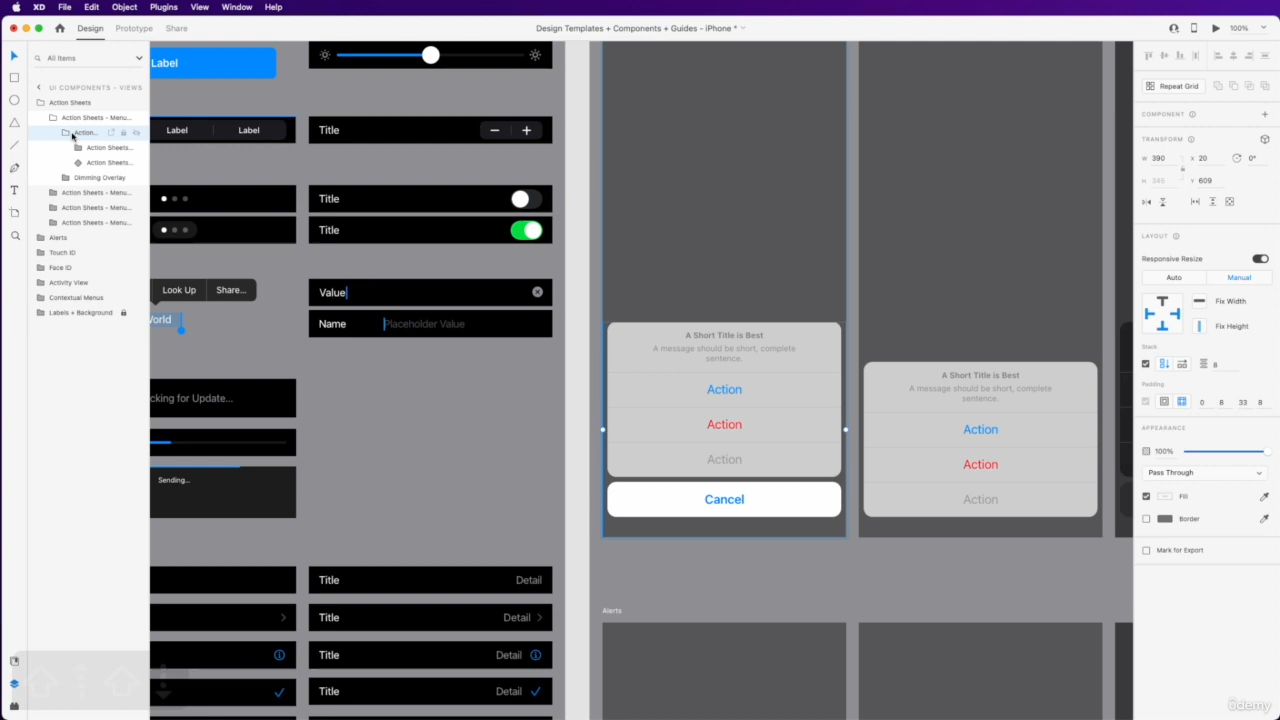 XD File Edit Object Plugins View Window Help
Design Prototype Share
Design Templates + Components + Guides - iPhone *
100%
All Items
UI COMPONENTS - VIEWS
Action Sheets
Action Sheets - Menu...
Action...
Action Sheets...
Action Sheets...
Dimming Overlay
Action Sheets - Menu...
Action Sheets - Menu...
Action Sheets - Menu...
Alerts
Touch ID
Face ID
Activity View
Contextual Menus
Labels + Background
Label
Label Label
Title
Title
Title
Look Up Share...
World
Value
Name Placeholder Value
cking for Update...
Sending...
Title Detail
Title Detail
Title Detail
Title Detail
A Short Title is Best
A message should be short, complete
sentence.
Action
Action
Action
Cancel
A Short Title is Best
A message should be short, complete
sentence.
Action
Action
Action
Alerts
Repeat Grid
COMPONENT
TRANSFORM
W 390 X 20 0°
H 345 Y 609
LAYOUT
Responsive Resize
Auto Manual
Fix Width
Fix Height
Stack
8
Padding
0 8 33 8
APPEARANCE
100%
Pass Through
Fill
Border
Mark for Export
ûdemy